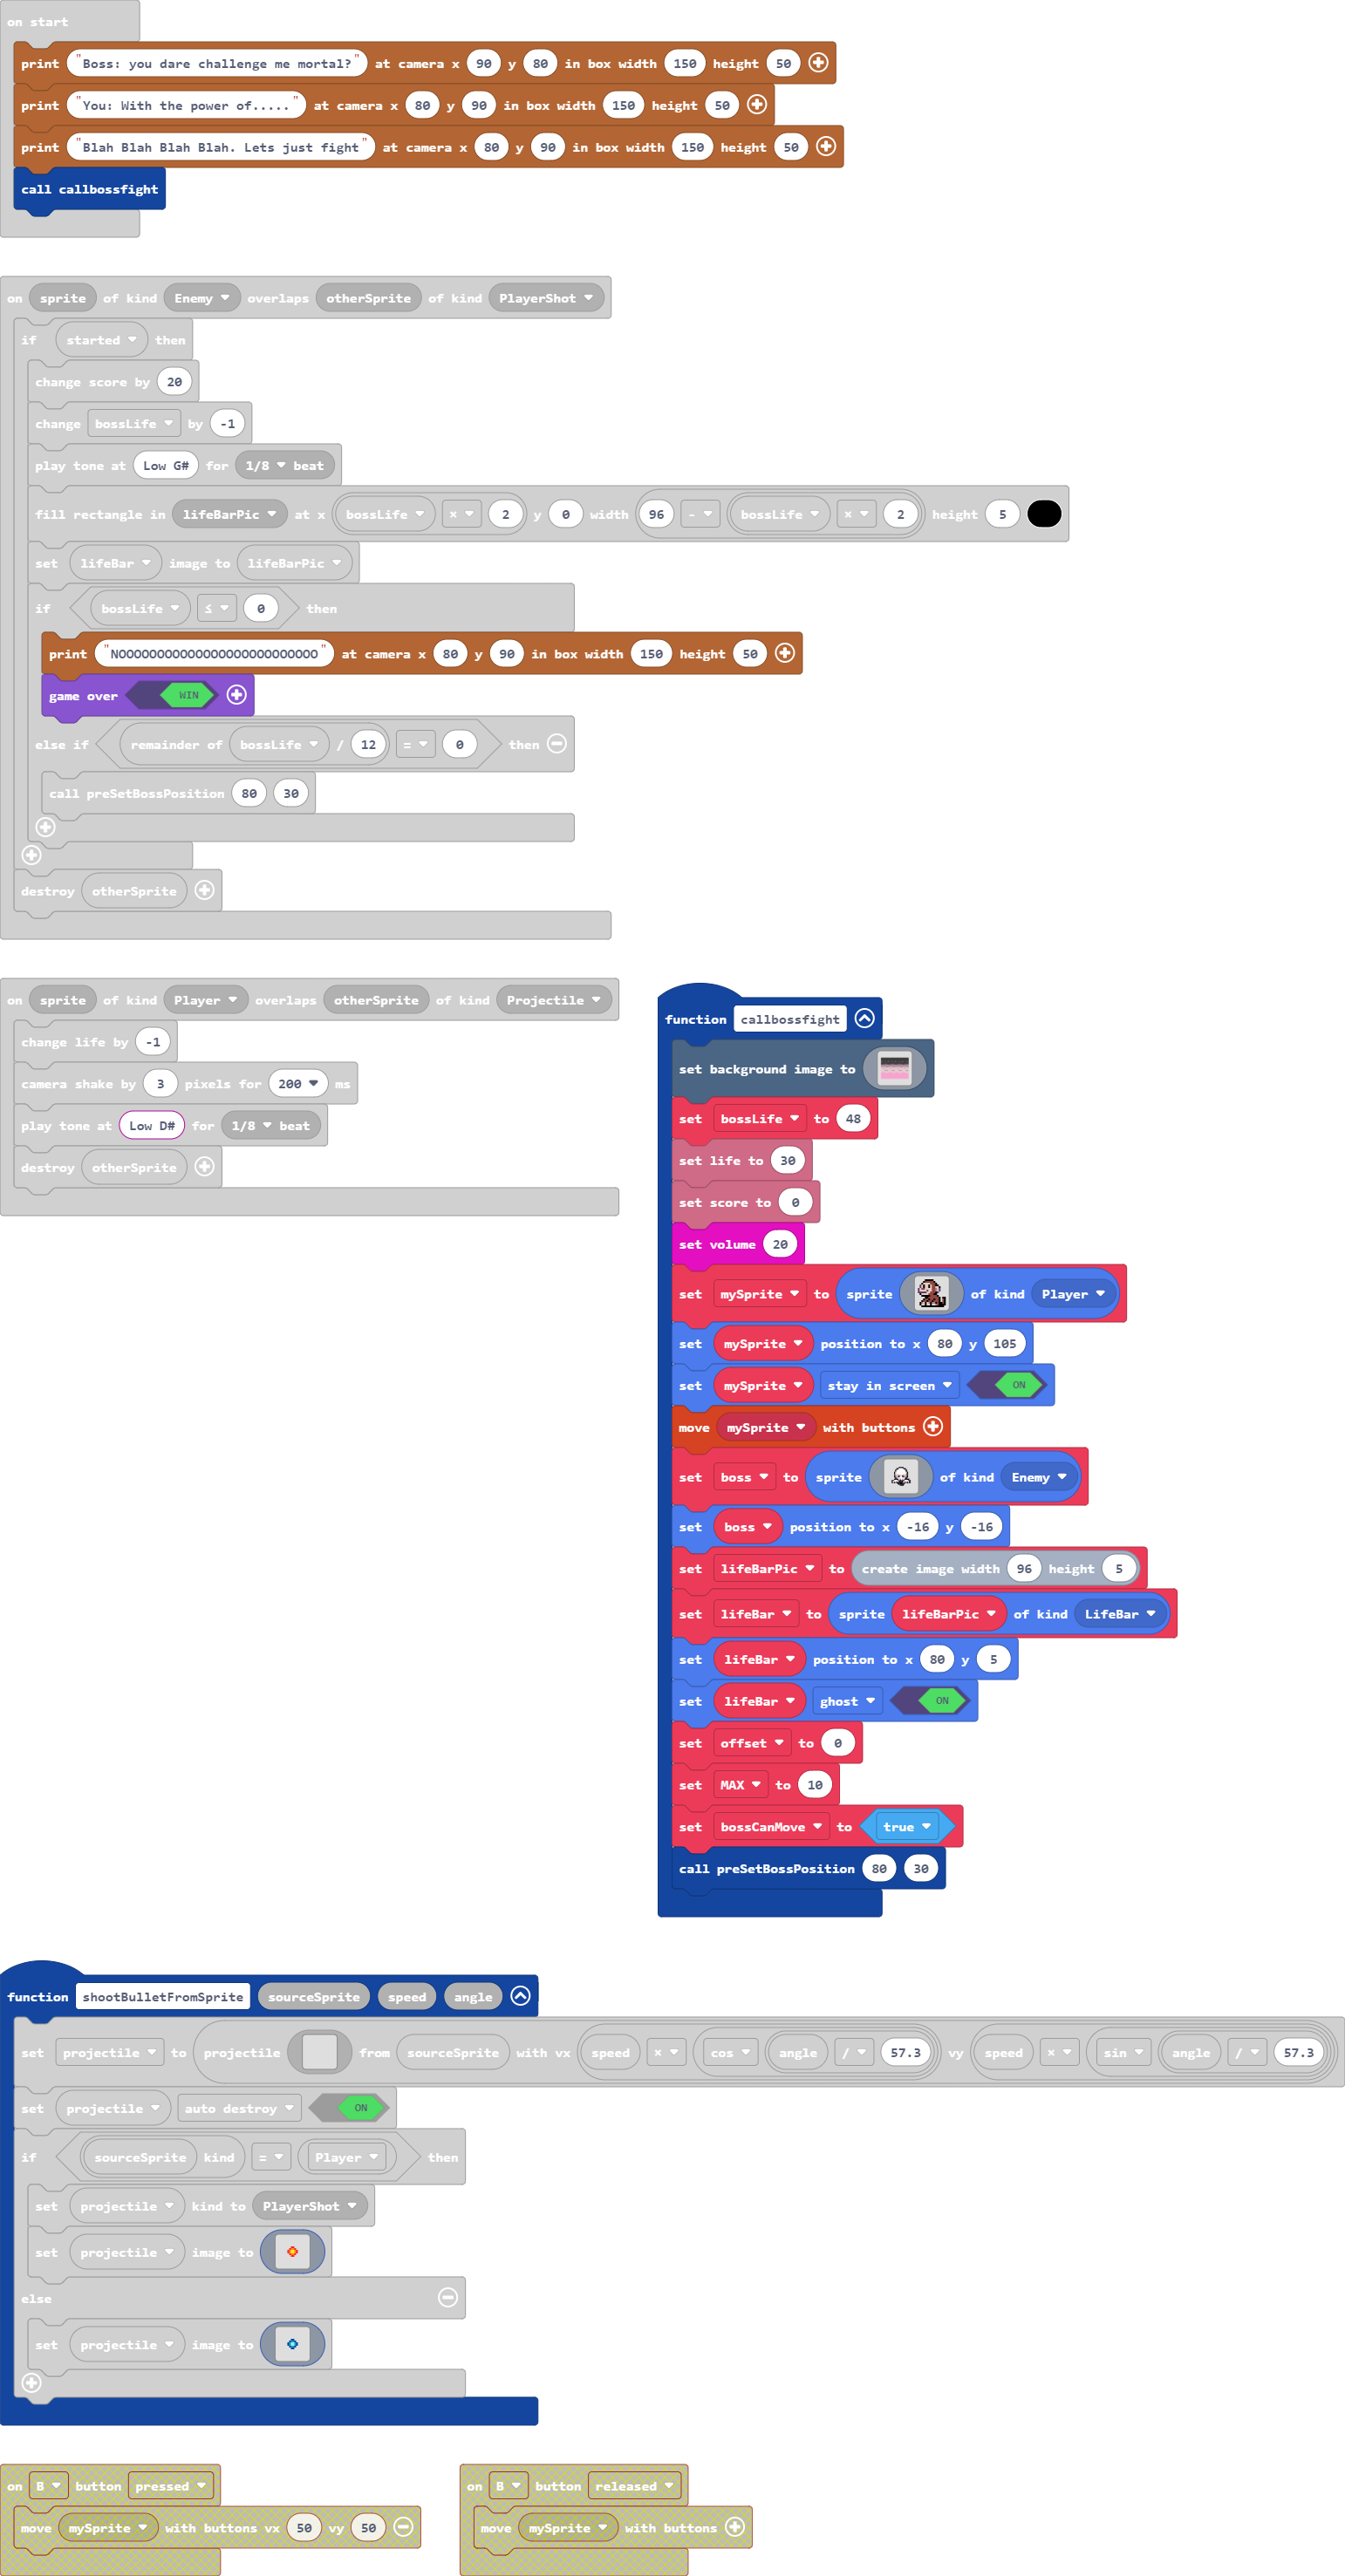 on start
print "Boss: you dare challenge me mortal?" at camera x 90 y 80 in box width 150 height 50
print "You: With the power of....." at camera x 80 y 90 in box width 150 height 50
print "Blah Blah Blah Blah. Lets just fight" at camera x 80 y 90 in box width 150 height 50
call callbossfight
on sprite of kind Enemy overlaps otherSprite of kind PlayerShot
if started then
change score by 20
change bossLife by -1
play tone at Low G# for 1/8 beat
fill rectangle in lifeBarPic at x bossLife × 2 y 0 width 96 - bossLife × 2 height 5
set lifeBar image to lifeBarPic
if bossLife ≤ 0 then
print "NOOOOOOOOOOOOOOOOOOOOOOOOOO" at camera x 80 y 90 in box width 150 height 50
game over WIN
else if remainder of bossLife / 12 = 0 then
call preSetBossPosition 80 30
destroy otherSprite
on sprite of kind Player overlaps otherSprite of kind Projectile
change life by -1
camera shake by 3 pixels for 200 ms
play tone at Low D# for 1/8 beat
destroy otherSprite
function callbossfight
set background image to
set bossLife to 48
set life to 30
set score to 0
set volume 20
set mySprite to sprite of kind Player
set mySprite position to x 80 y 105
set mySprite stay in screen ON
move mySprite with buttons
set boss to sprite of kind Enemy
set boss position to x -16 y -16
set lifeBarPic to create image width 96 height 5
set lifeBar to sprite lifeBarPic of kind LifeBar
set lifeBar position to x 80 y 5
set lifeBar ghost ON
set offset to 0
set MAX to 10
set bossCanMove to true
call preSetBossPosition 80 30
function shootBulletFromSprite sourceSprite speed angle
set projectile to projectile from sourceSprite with vx speed × cos angle / 57.3 vy speed × sin angle / 57.3
set projectile auto destroy ON
if sourceSprite kind = Player then
set projectile kind to PlayerShot
set projectile image to
else
set projectile image to
on B button pressed
move mySprite with buttons vx 50 vy 50
on B button released
move mySprite with buttons